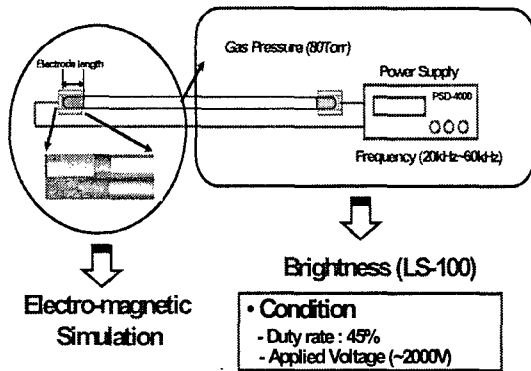 Gas Pressure (80Torr)
Electrode length
Power Supply
PSD-4000
Frequency (20kHz~60kHz)
Electro-magnetic
Simulation
Brightness (LS-100)
• Condition
- Duty rate : 45%
- Applied Voltage (~2000V)